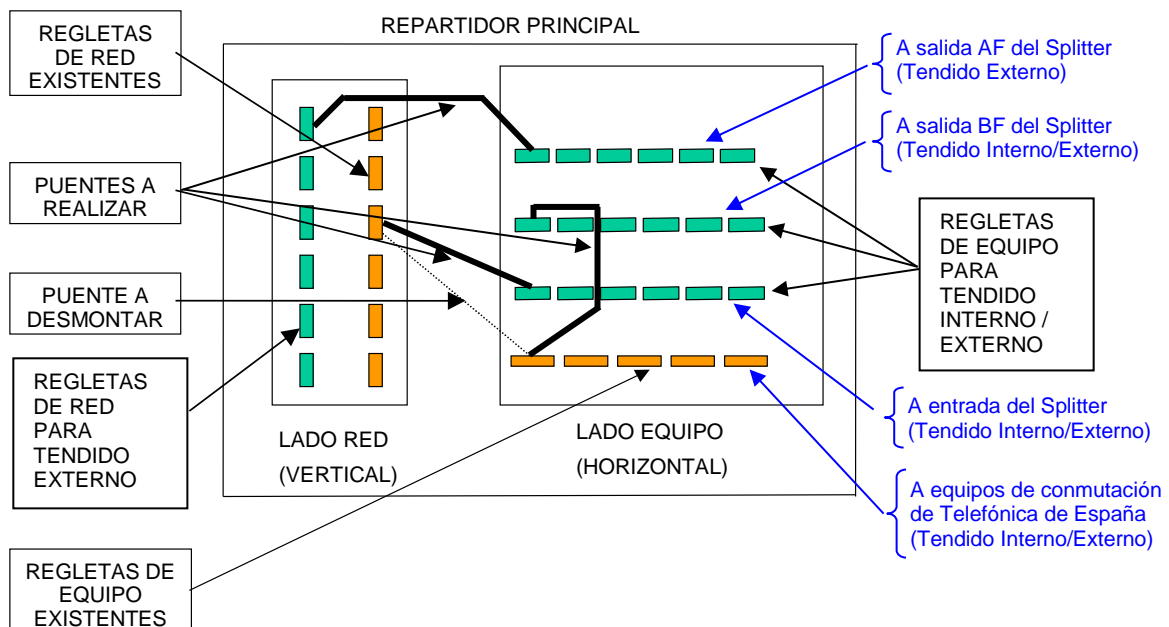 REPARTIDOR PRINCIPAL
REGLETAS
DE RED
EXISTENTES
PUENTES A
REALIZAR
PUENTE A
DESMONTAR
REGLETAS
DE RED
PARA
TENDIDO
EXTERNO
REGLETAS DE
EQUIPO
EXISTENTES
LADO RED
(VERTICAL)
LADO EQUIPO
(HORIZONTAL)
A salida AF del Splitter
(Tendido Externo)
A salida BF del Splitter
(Tendido Interno/Externo)
REGLETAS
DE EQUIPO
PARA
TENDIDO
INTERNO /
EXTERNO
A entrada del Splitter
(Tendido Interno/Externo)
A equipos de conmutación
de Telefónica de España
(Tendido Interno/Externo)